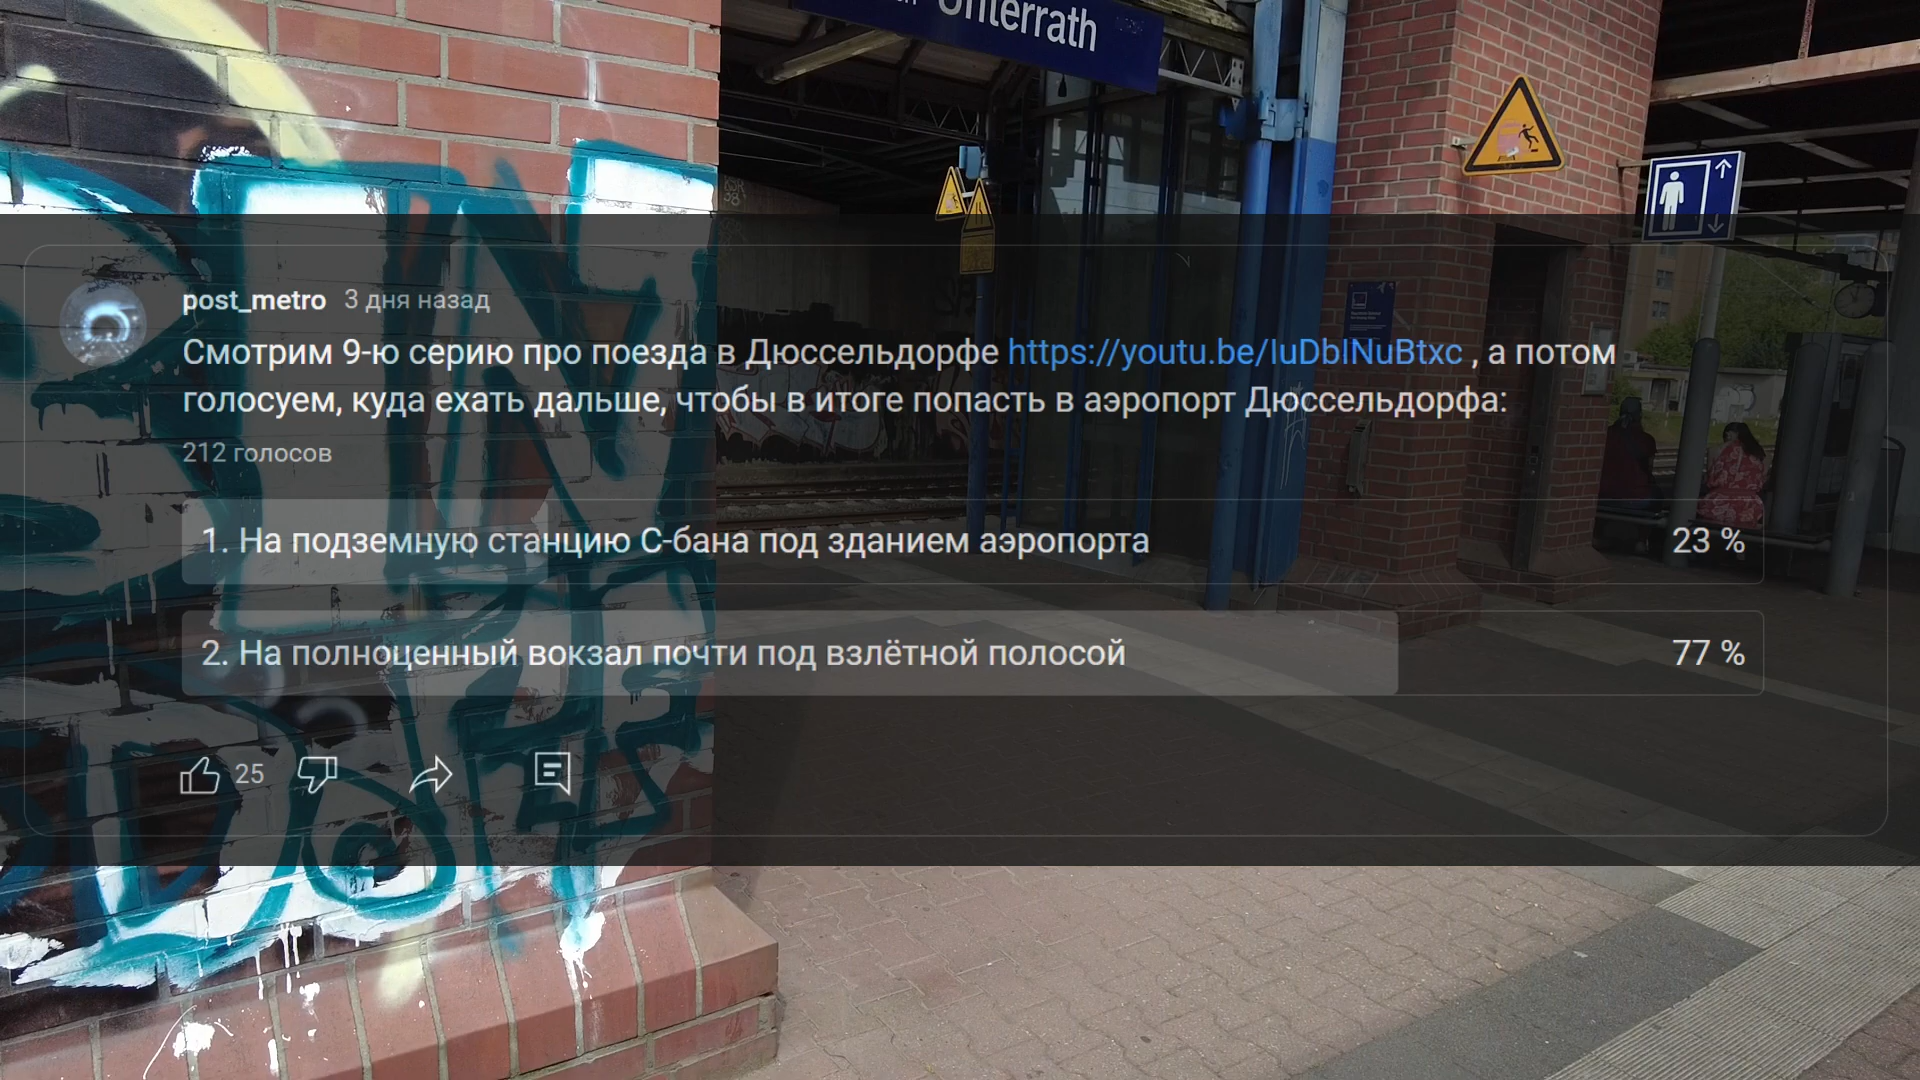 Unterrath
post_metro 3 дня назад
Смотрим 9-ю серию про поезда в Дюссельдорфе https://youtu.be/IuDbINuBtxc , а потом
голосуем, куда ехать дальше, чтобы в итоге попасть в аэропорт Дюссельдорфа:
212 голосов
1. На подземную станцию С-бана под зданием аэропорта
23 %
2. На полноценный вокзал почти под взлётной полосой
77 %
25